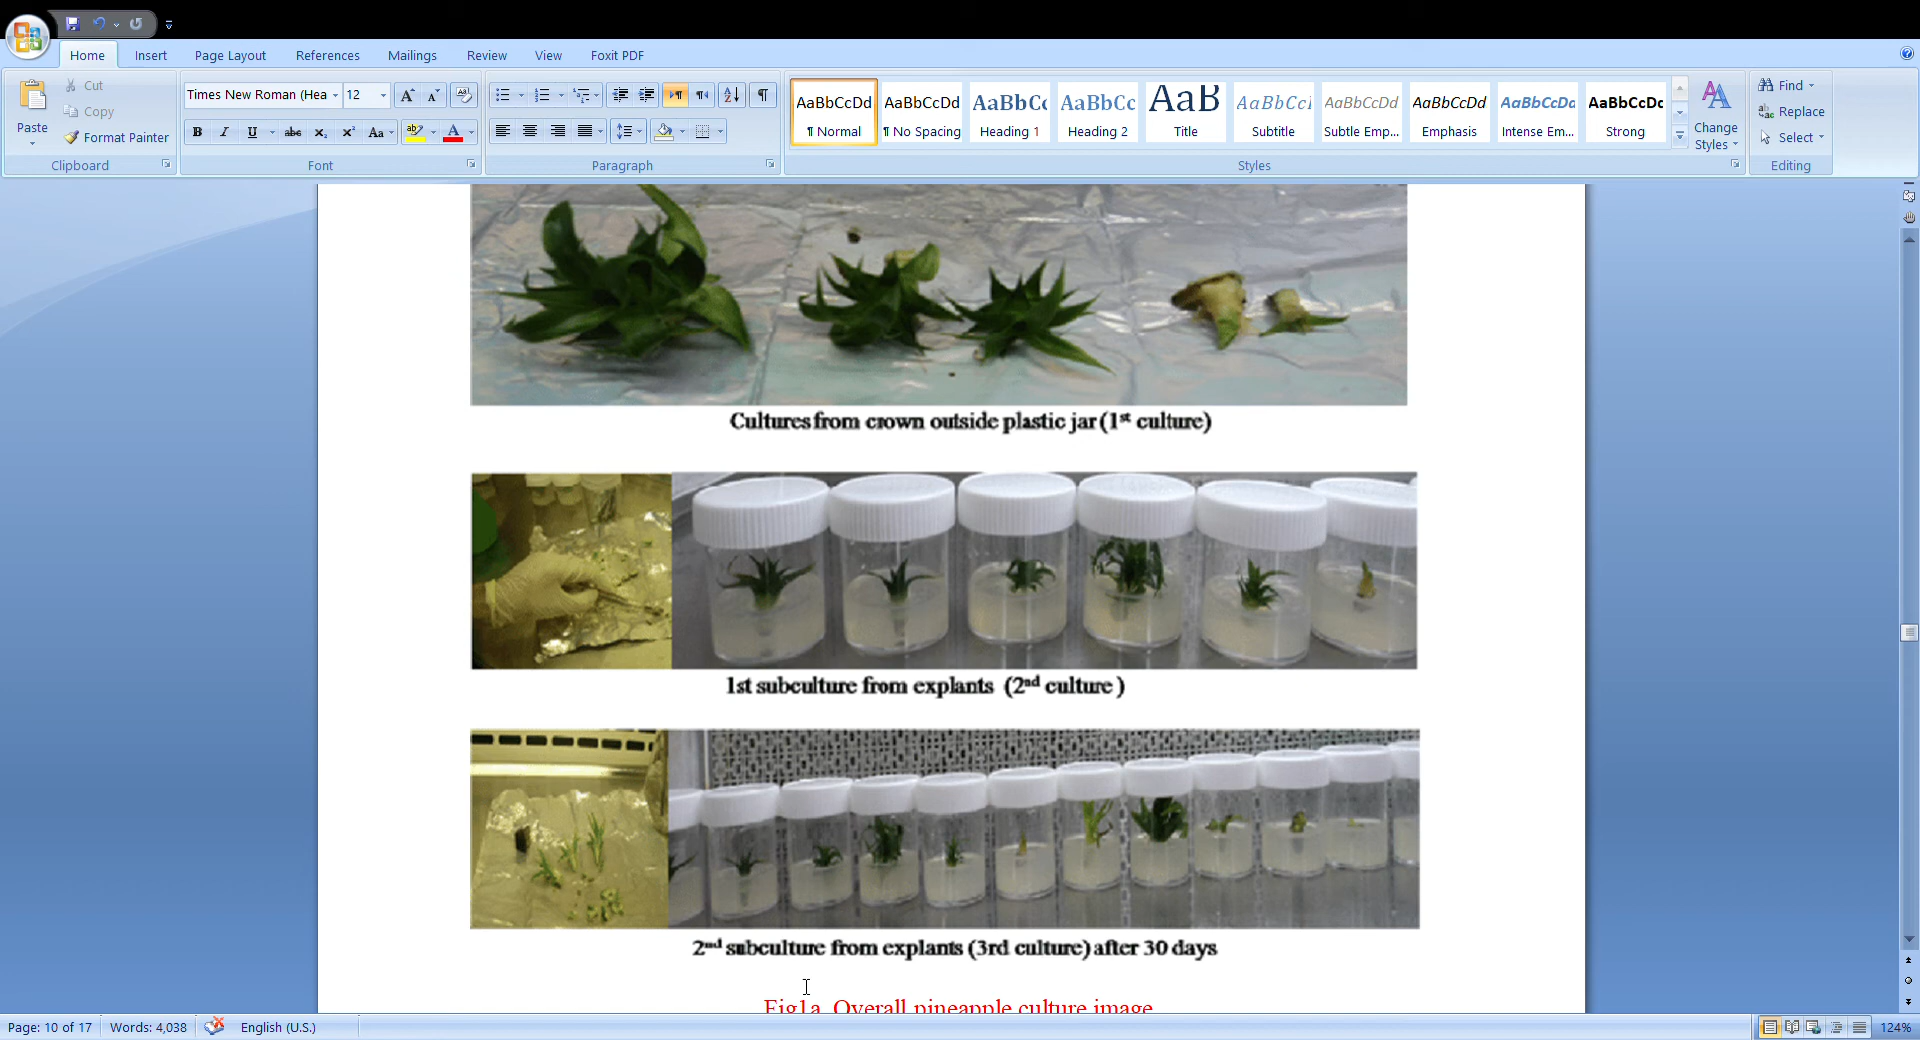 Home Insert Page Layout References Mailings Review View Foxit PDF
Paste
Cut
Copy
Format Painter
Clipboard
Times New Roman (Hea 12
Font
Paragraph
AaBbCcDd AaBbCcDd AaBbCc AaBbCc AaB AaBbCcI AaBbCcDd AaBbCcDd AaBbCcDd AaBbCcDc
¶ Normal ¶ No Spacing Heading 1 Heading 2 Title Subtitle Subtle Emp... Emphasis Intense Em... Strong
Styles
Change
Styles
Find
Replace
Select
Editing
Cultures from crown outside plastic jar (1st culture)
1st subculture from explants (2nd culture )
2nd subculture from explants (3rd culture) after 30 days
Fig1a. Overall pineapple culture image
Page: 10 of 17 Words: 4,038 English (U.S.) 124%